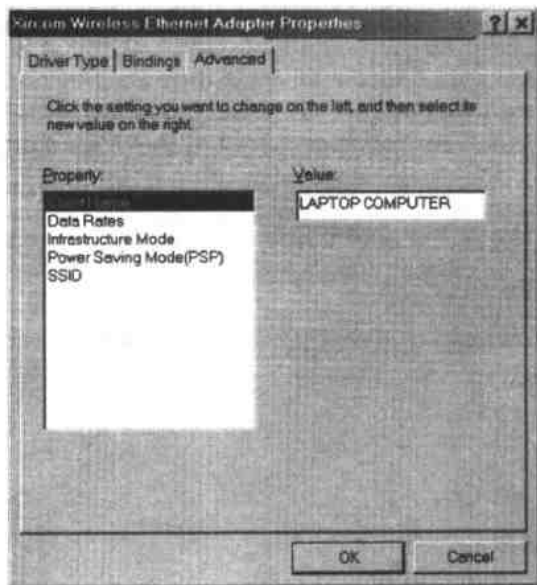 Xincom Wireless Ethernet Adapter Properties
? ×
Driver Type Bindings Advanced
Click the setting you want to change on the left, and then select its
new value on the right.
Property:
Value:
LAPTOP COMPUTER
Data Rates
Infrastructure Mode
Power Saving Mode(PSP)
SSID
OK Cancel